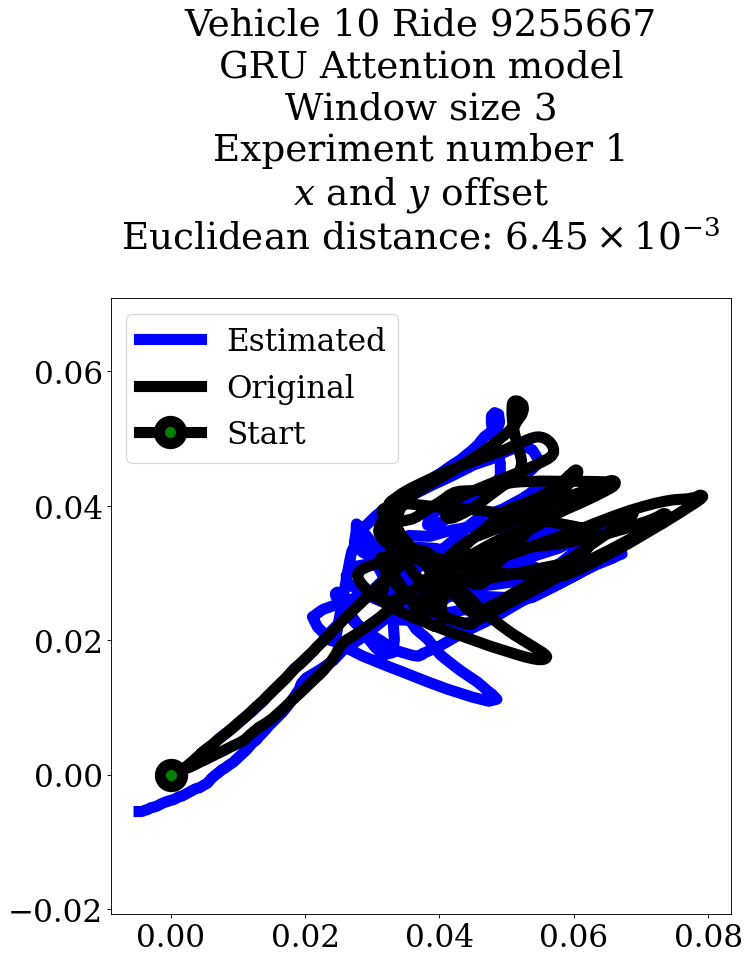 Vehicle 10 Ride 9255667
GRU Attention model
Window size 3
Experiment number 1
x and y offset
Euclidean distance: 6.45 × 10⁻³
Estimated
Original
Start
0.06
0.04
0.02
0.00
−0.02
0.00 0.02 0.04 0.06 0.08